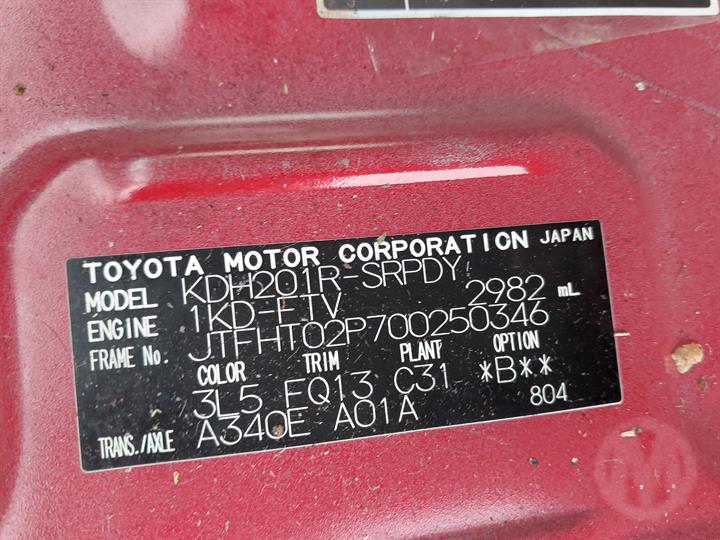 TOYOTA MOTOR CORPORATION JAPAN
MODEL KDH201R-SRPDY
ENGINE 1KD-FTV 2982 mL
FRAME No. JTFHT02P700250346
COLOR TRIM PLANT OPTION
3L5 FQ13 C31 *B**
TRANS./AXLE A340E A01A 804
M